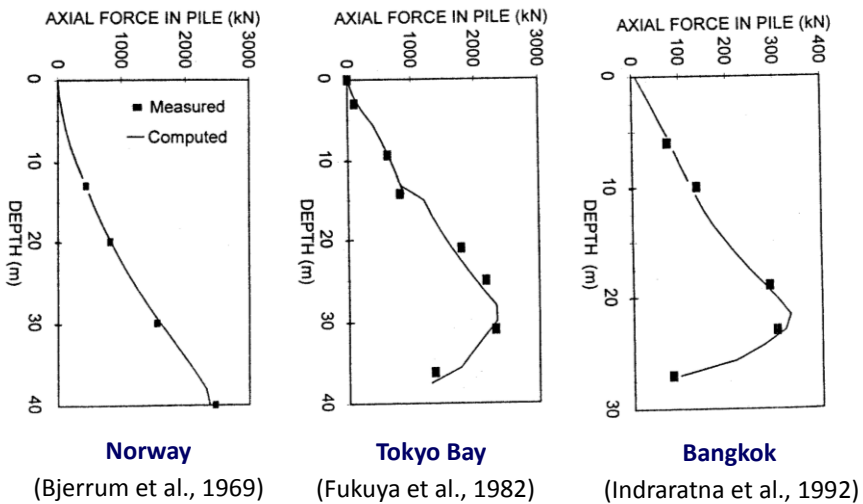 AXIAL FORCE IN PILE (kN)
0 1000 2000 3000
DEPTH (m)
0 10 20 30 40
Measured
Computed
Norway
(Bjerrum et al., 1969)
AXIAL FORCE IN PILE (kN)
0 1000 2000 3000
DEPTH (m)
0 10 20 30 40
Tokyo Bay
(Fukuya et al., 1982)
AXIAL FORCE IN PILE (kN)
0 100 200 300 400
DEPTH (m)
0 10 20 30
Bangkok
(Indraratna et al., 1992)